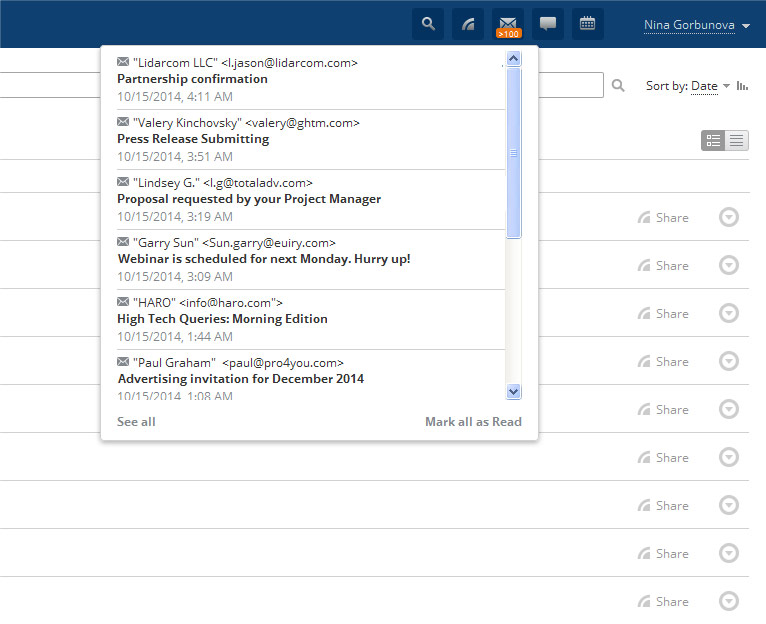 >100
Nina Gorbunova
Sort by: Date
"Lidarcom LLC" <l.jason@lidarcom.com>
Partnership confirmation
10/15/2014, 4:11 AM
"Valery Kinchovsky" <valery@ghtm.com>
Press Release Submitting
10/15/2014, 3:51 AM
"Lindsey G." <l.g@totaladv.com>
Proposal requested by your Project Manager
10/15/2014, 3:19 AM
"Garry Sun" <Sun.garry@euiry.com>
Webinar is scheduled for next Monday. Hurry up!
10/15/2014, 3:09 AM
"HARO" <info@haro.com">
High Tech Queries: Morning Edition
10/15/2014, 1:44 AM
"Paul Graham" <paul@pro4you.com>
Advertising invitation for December 2014
10/15/2014, 1:08 AM
See all
Mark all as Read
Share
Share
Share
Share
Share
Share
Share
Share
Share